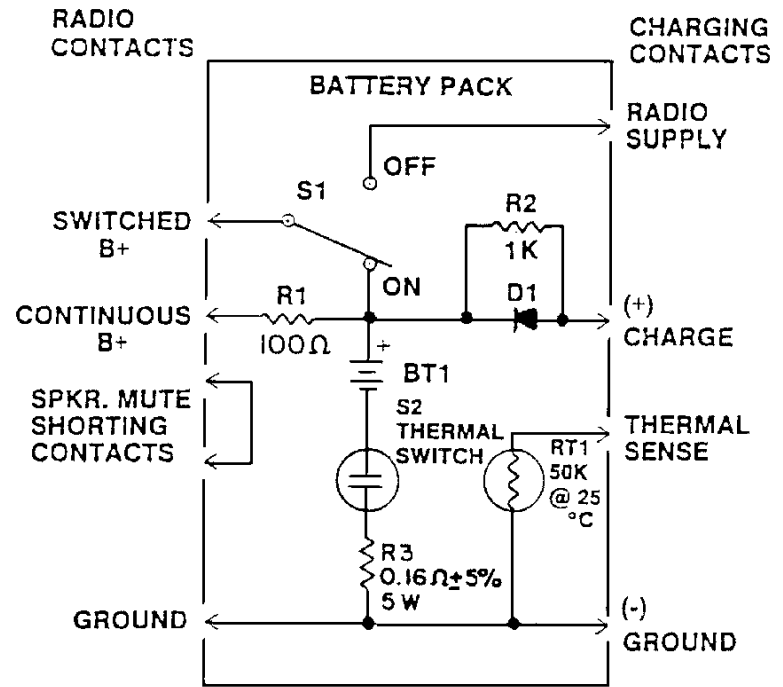 RADIO
CONTACTS
CHARGING
CONTACTS
BATTERY PACK
RADIO
SUPPLY
OFF
S1
SWITCHED
B+
R2
1K
ON
D1
R1
100Ω
CONTINUOUS
B+
(+)
CHARGE
+
BT1
SPKR. MUTE
SHORTING
CONTACTS
S2
THERMAL
SWITCH
THERMAL
SENSE
RT1
50K
@ 25
°C
R3
0.16Ω±5%
5W
GROUND
(-)
GROUND